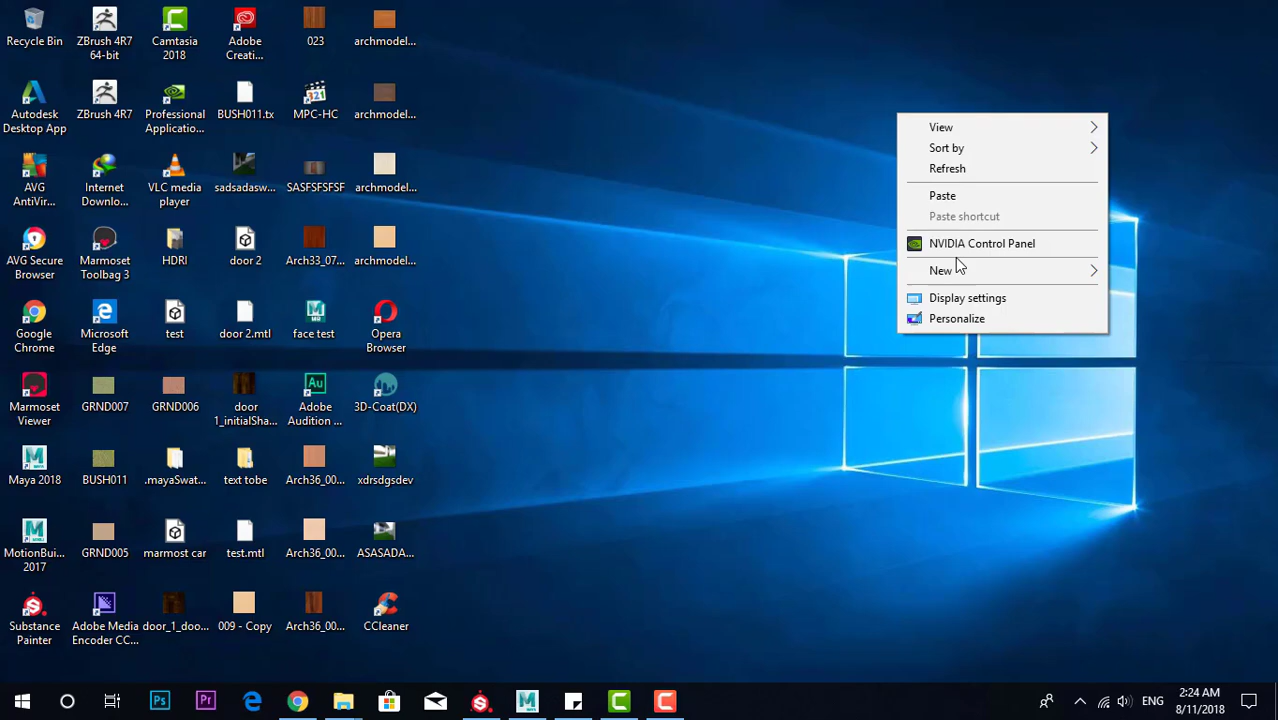 Recycle Bin
ZBrush 4R7
64-bit
Camtasia
2018
Adobe
Creati...
023
archmodel...
Autodesk
Desktop App
ZBrush 4R7
Professional
Applicatio...
BUSH011.tx
MPC-HC
archmodel...
AVG
AntiVir...
Internet
Downlo...
VLC media
player
sadsadasw...
SASFSFSFSF
archmodel...
AVG Secure
Browser
Marmoset
Toolbag 3
HDRI
door 2
Arch33_07...
archmodel...
Google
Chrome
Microsoft
Edge
test
door 2.mtl
face test
Opera
Browser
Marmoset
Viewer
GRND007
GRND006
door
1_initialSha...
Adobe
Audition ...
3D-Coat(DX)
Maya 2018
BUSH011
.mayaSwat...
text tobe
Arch36_00...
xdrsdgsdev
MotionBui...
2017
GRND005
marmost car
test.mtl
Arch36_00...
ASASADA...
Substance
Painter
Adobe Media
Encoder CC...
door_1_doo...
009 - Copy
Arch36_00...
CCleaner
View
Sort by
Refresh
Paste
Paste shortcut
NVIDIA Control Panel
New
Display settings
Personalize
Ps
Pr
ENG
2:24 AM
8/11/2018